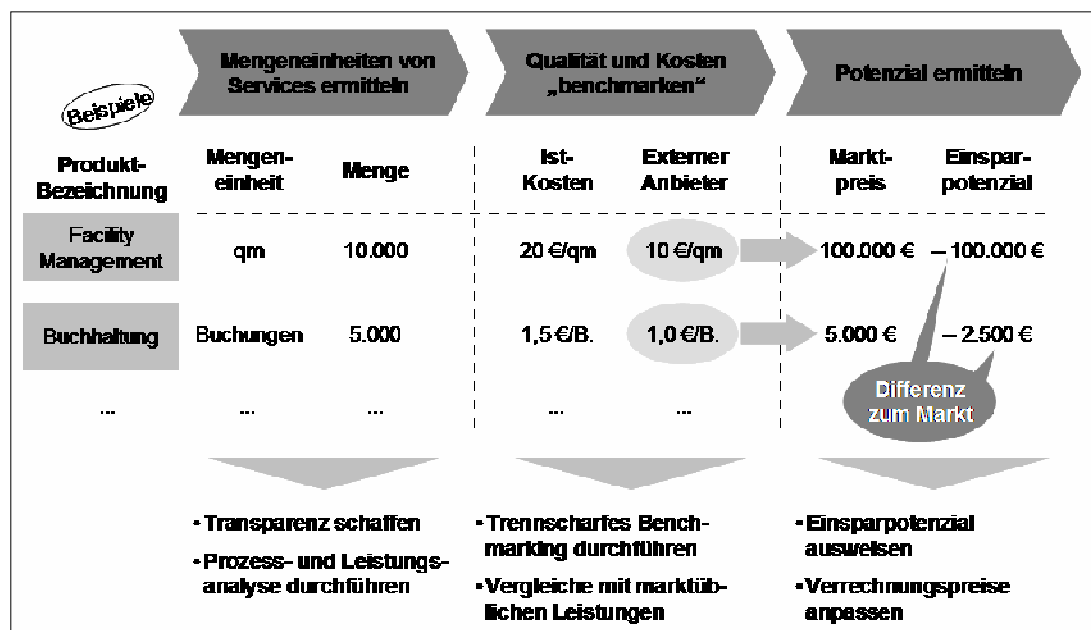 Mengeneinheiten von
Services ermitteln
Qualität und Kosten
„benchmarken“
Potenzial ermitteln
Beispiele
Produkt-
Bezeichnung
Mengen-
einheit
Menge
Ist-
Kosten
Externer
Anbieter
Markt-
preis
Einspar-
potenzial
Facility
Management
qm
10.000
20 €/qm
10 €/qm
100.000 €
– 100.000 €
Buchhaltung
Buchungen
5.000
1,5 €/B.
1,0 €/B.
5.000 €
– 2.500 €
...
...
...
...
...
Differenz
zum Markt
▪ Transparenz schaffen
▪ Prozess- und Leistungs-
analyse durchführen
▪ Trennscharfes Bench-
marking durchführen
▪ Vergleiche mit marktüb-
lichen Leistungen
▪ Einsparpotenzial
ausweisen
▪ Verrechnungspreise
anpassen